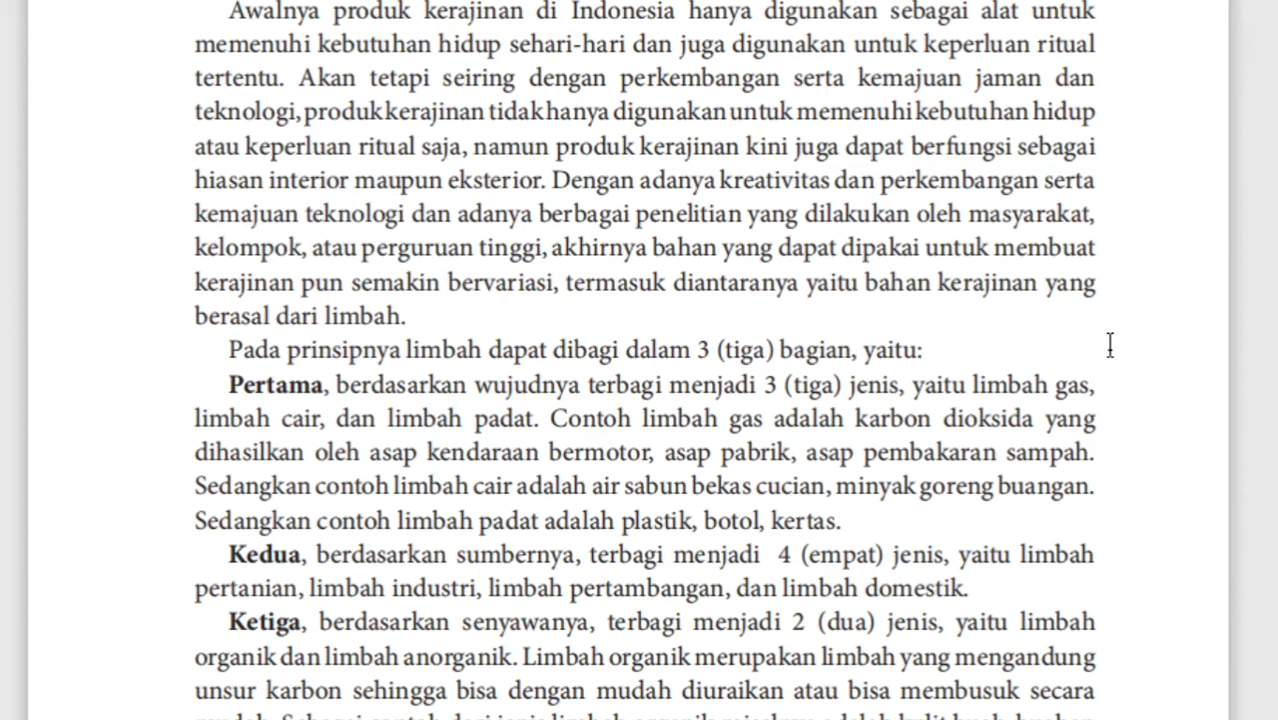 Awalnya produk kerajinan di Indonesia hanya digunakan sebagai alat untuk
memenuhi kebutuhan hidup sehari-hari dan juga digunakan untuk keperluan ritual
tertentu. Akan tetapi seiring dengan perkembangan serta kemajuan jaman dan
teknologi, produk kerajinan tidak hanya digunakan untuk memenuhi kebutuhan hidup
atau keperluan ritual saja, namun produk kerajinan kini juga dapat berfungsi sebagai
hiasan interior maupun eksterior. Dengan adanya kreativitas dan perkembangan serta
kemajuan teknologi dan adanya berbagai penelitian yang dilakukan oleh masyarakat,
kelompok, atau perguruan tinggi, akhirnya bahan yang dapat dipakai untuk membuat
kerajinan pun semakin bervariasi, termasuk diantaranya yaitu bahan kerajinan yang
berasal dari limbah.
Pada prinsipnya limbah dapat dibagi dalam 3 (tiga) bagian, yaitu:
Pertama, berdasarkan wujudnya terbagi menjadi 3 (tiga) jenis, yaitu limbah gas,
limbah cair, dan limbah padat. Contoh limbah gas adalah karbon dioksida yang
dihasilkan oleh asap kendaraan bermotor, asap pabrik, asap pembakaran sampah.
Sedangkan contoh limbah cair adalah air sabun bekas cucian, minyak goreng buangan.
Sedangkan contoh limbah padat adalah plastik, botol, kertas.
Kedua, berdasarkan sumbernya, terbagi menjadi 4 (empat) jenis, yaitu limbah
pertanian, limbah industri, limbah pertambangan, dan limbah domestik.
Ketiga, berdasarkan senyawanya, terbagi menjadi 2 (dua) jenis, yaitu limbah
organik dan limbah anorganik. Limbah organik merupakan limbah yang mengandung
unsur karbon sehingga bisa dengan mudah diuraikan atau bisa membusuk secara